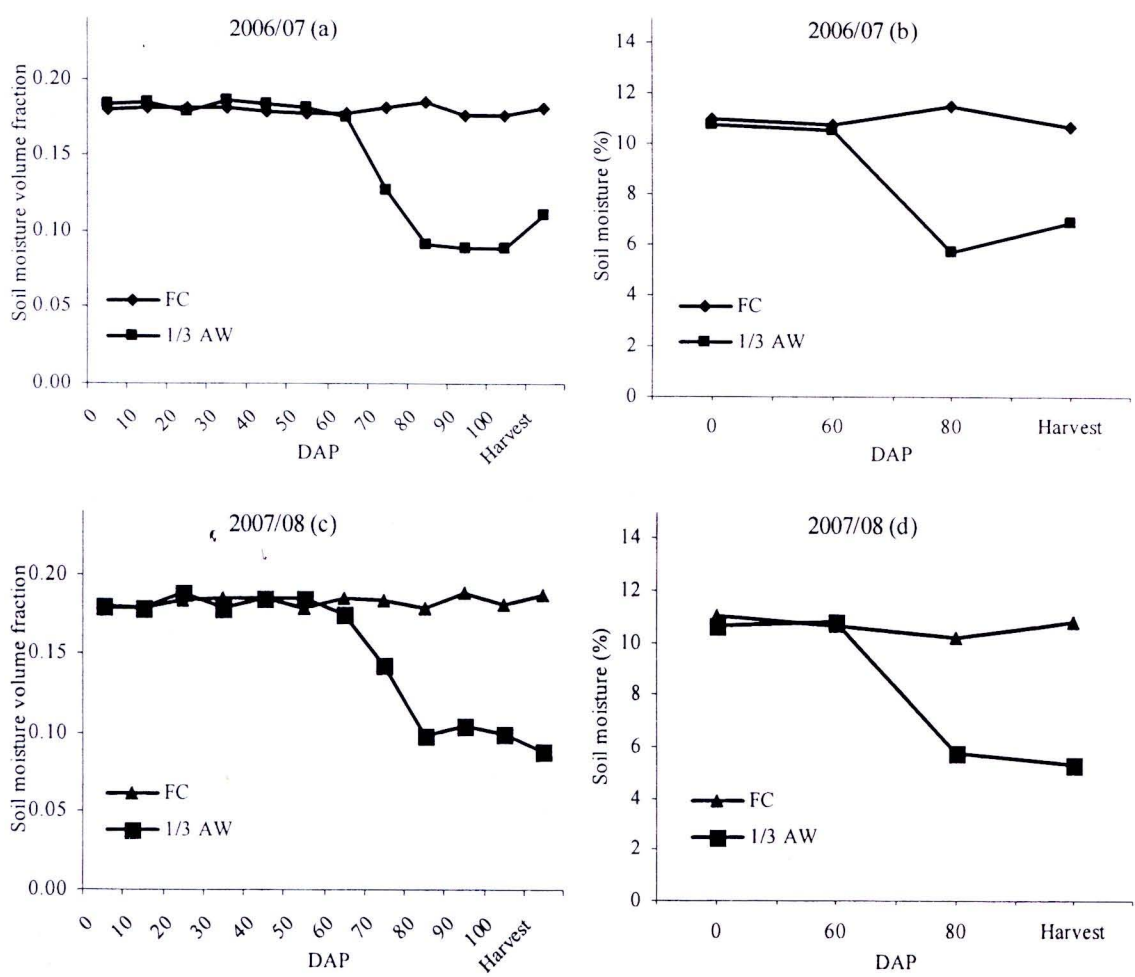 2006/07 (a)
Soil moisture volume fraction
0.20
0.15
0.10
0.05
0.00
FC
1/3 AW
0
10
20
30
40
50
60
70
80
90
100
Harvest
DAP
2006/07 (b)
Soil moisture (%)
14
12
10
8
6
4
2
0
FC
1/3 AW
0
60
80
Harvest
DAP
2007/08 (c)
Soil moisture volume fraction
0.20
0.15
0.10
0.05
0.00
FC
1/3 AW
0
10
20
30
40
50
60
70
80
90
100
Harvest
DAP
2007/08 (d)
Soil moisture (%)
14
12
10
8
6
4
2
0
FC
1/3 AW
0
60
80
Harvest
DAP